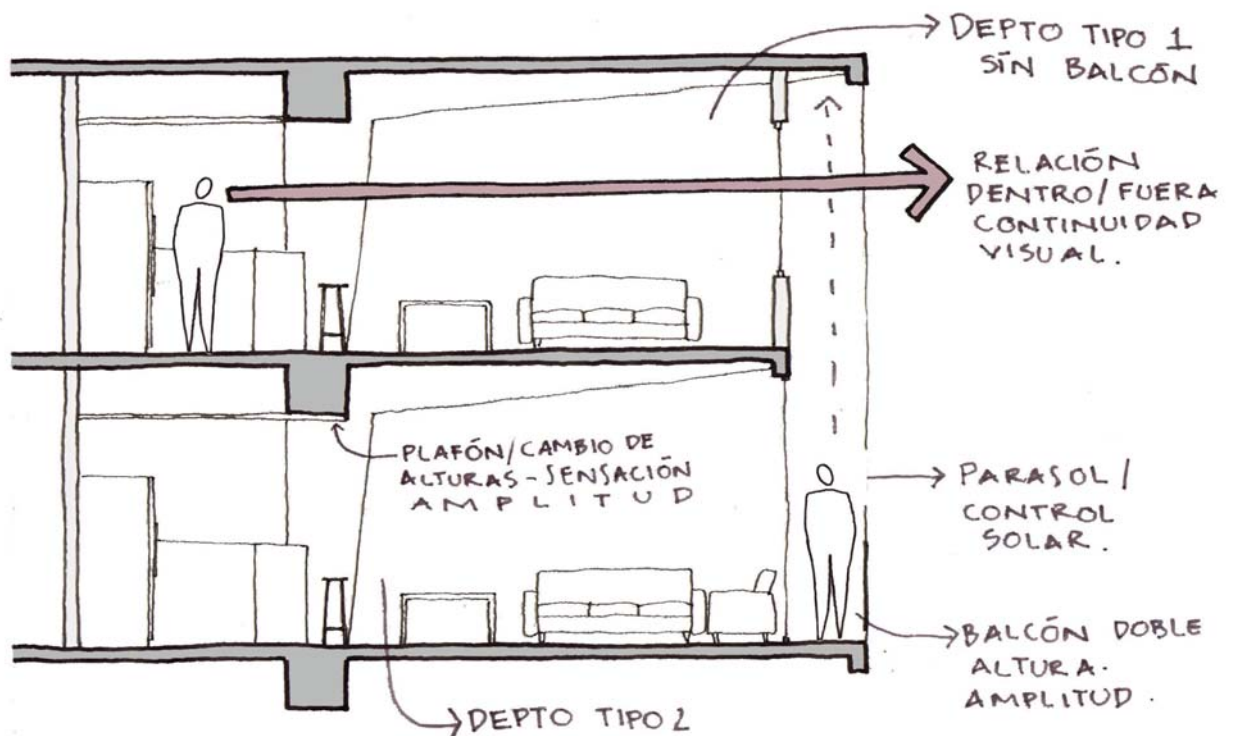 DEPTO TIPO 1
SIN BALCÓN
RELACIÓN
DENTRO/FUERA
CONTINUIDAD
VISUAL.
PLAFÓN/CAMBIO DE
ALTURAS-SENSACIÓN
AMPLITUD
PARASOL/
CONTROL
SOLAR.
BALCÓN DOBLE
ALTURA.
AMPLITUD.
DEPTO TIPO 2